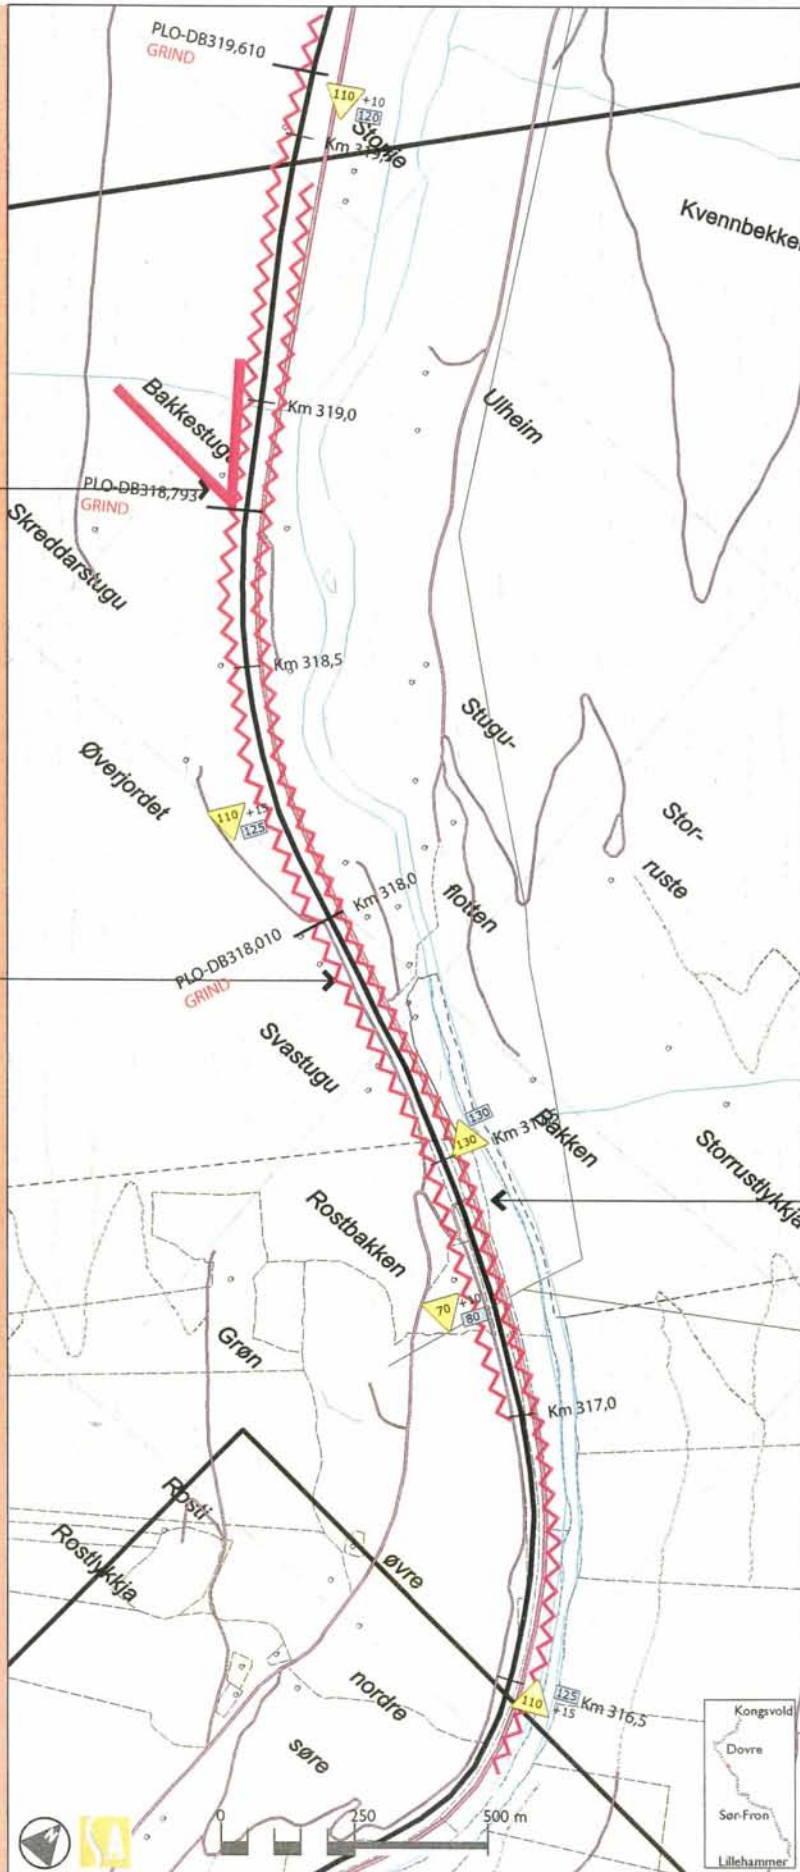 PLO-DB319,610
GRIND
110 +10
120
Stonje
Kvennbekken
Bakkestugu
Km 319,0
Ulheim
PLO-DB318,793
GRIND
Skreddarstugu
Km 318,5
Øverjordet
Stugu-
flotten
Stor-
ruste
110 +15
125
Km 318,0
PLO-DB318,010
GRIND
Svastugu
130
130
Bakken
Storrustlykkja
Rostbakken
70 +10
80
Grøn
Km 317,0
Rosti
Rostlykkja
øvre
nordre
søre
110 +15
125
Km 316,5
N
0 250 500 m
Kongsvold
Dovre
Sør-Fron
Lillehammer